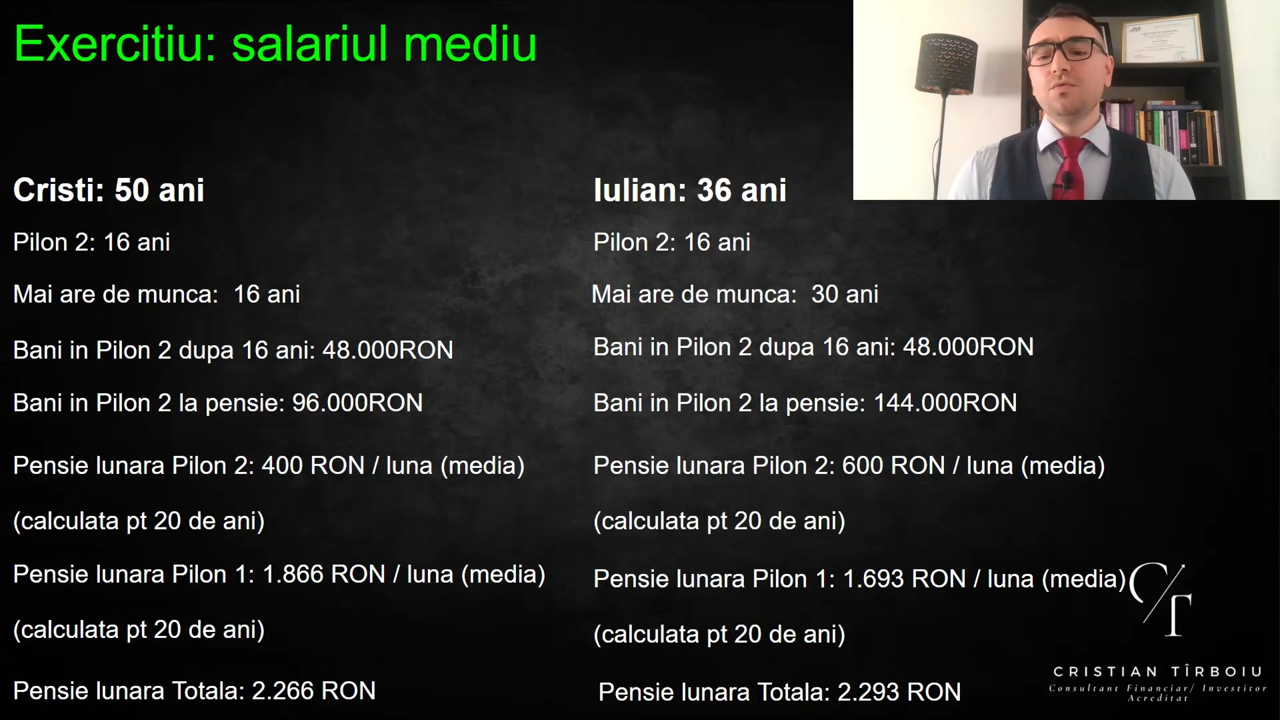 Exercitiu: salariul mediu
Cristi: 50 ani
Pilon 2: 16 ani
Mai are de munca: 16 ani
Bani in Pilon 2 dupa 16 ani: 48.000RON
Bani in Pilon 2 la pensie: 96.000RON
Pensie lunara Pilon 2: 400 RON / luna (media)
(calculata pt 20 de ani)
Pensie lunara Pilon 1: 1.866 RON / luna (media)
(calculata pt 20 de ani)
Pensie lunara Totala: 2.266 RON
Iulian: 36 ani
Pilon 2: 16 ani
Mai are de munca: 30 ani
Bani in Pilon 2 dupa 16 ani: 48.000RON
Bani in Pilon 2 la pensie: 144.000RON
Pensie lunara Pilon 2: 600 RON / luna (media)
(calculata pt 20 de ani)
Pensie lunara Pilon 1: 1.693 RON / luna (media)
(calculata pt 20 de ani)
Pensie lunara Totala: 2.293 RON
CT
CRISTIAN TÎRBOIU
Consultant Financiar/ Investitor
Acreditat